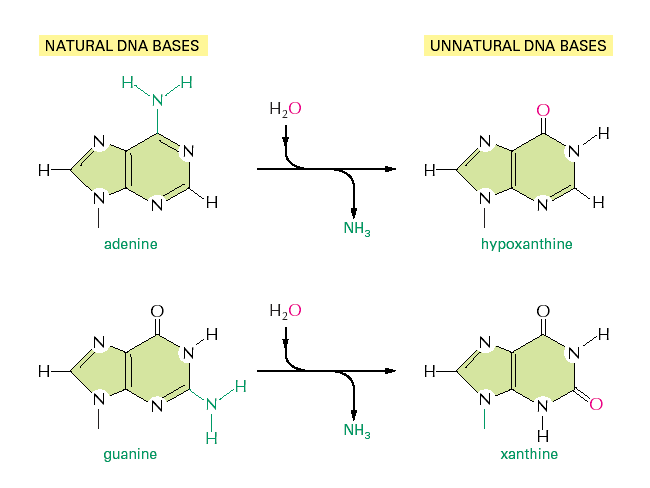 NATURAL DNA BASES
UNNATURAL DNA BASES
H H
N
H₂O
O
N N
H
N N
H
NH₃
adenine
N N H
H
N N
H
hypoxanthine
O
H
N N
H
N N
N H
H
guanine
H₂O
NH₃
O
H
N N
H
N N
O
H
xanthine